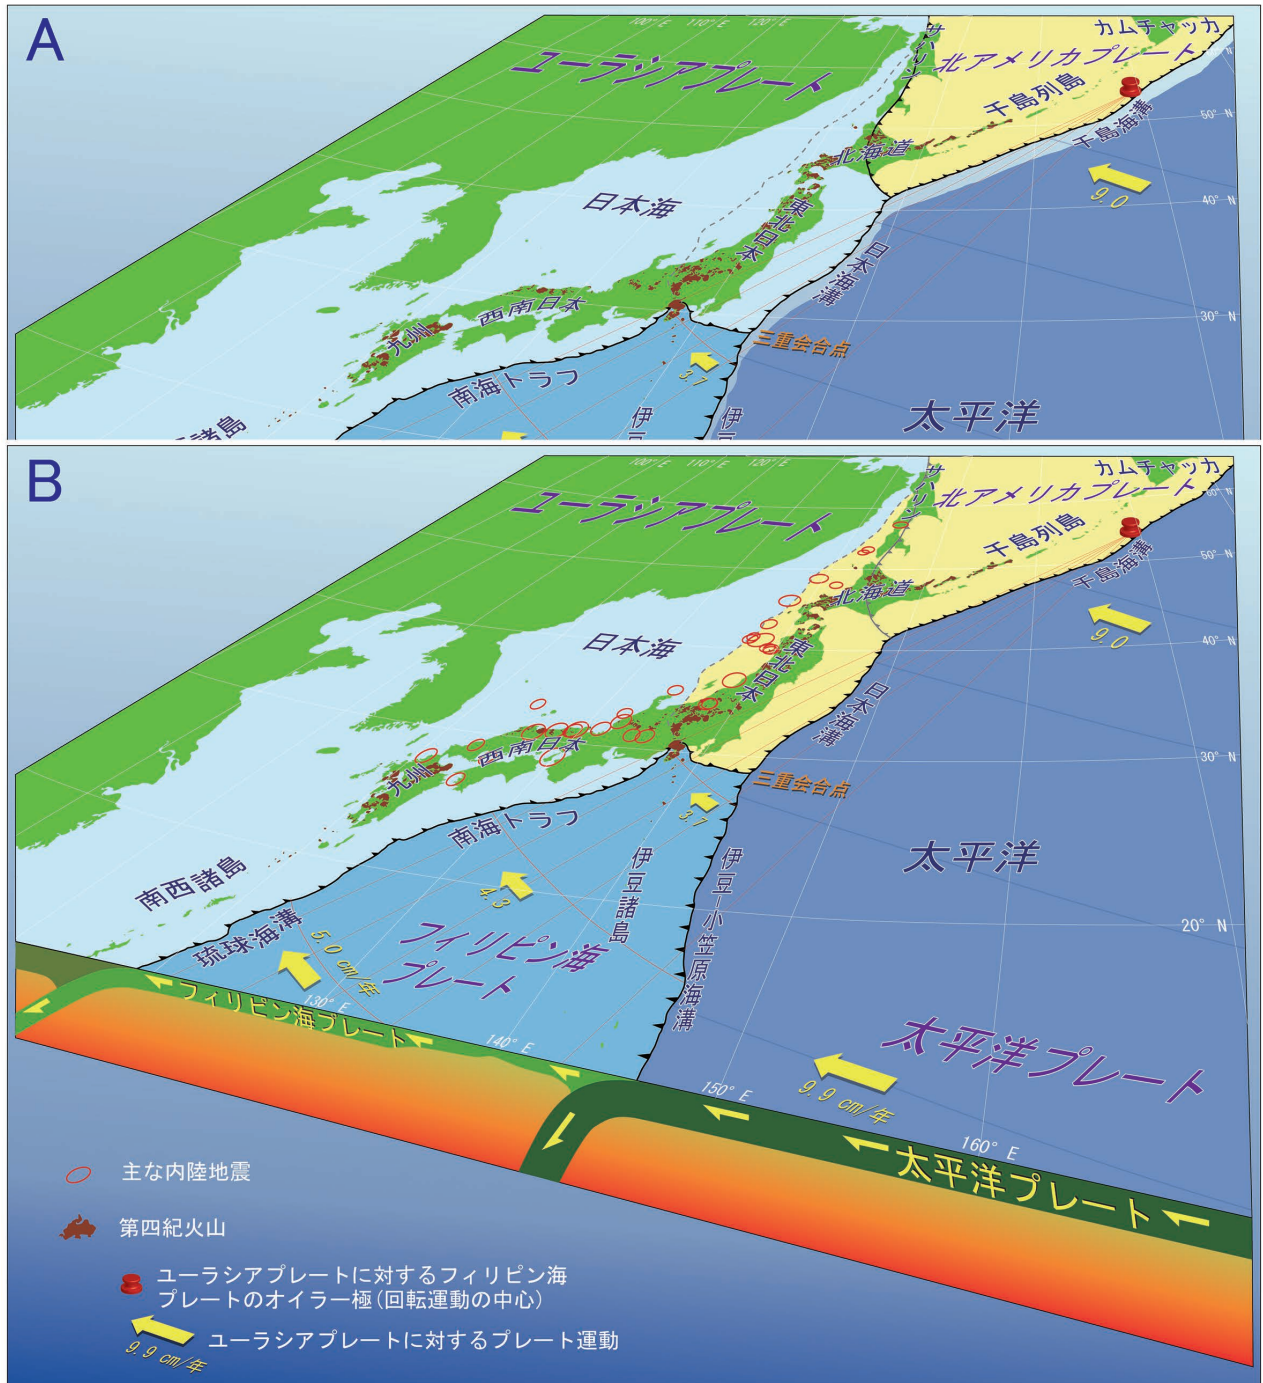 A
100° E
110° E
120° E
ユーラシアプレート
サハリン
カムチャッカ
北アメリカプレート
千島列島
千島海溝
50° N
北海道
9.0
40° N
日本海
東北
日本
日本海溝
西南日本
九州
30° N
三重会合点
3.7
南海トラフ
太平洋
伊豆
伊豆
諸島
B
100° E
110° E
120° E
ユーラシアプレート
サハリン
カムチャッカ
北アメリカプレート
60° N
千島列島
千島海溝
50° N
北海道
9.0
40° N
日本海
東北
日本
日本海溝
西南日本
九州
30° N
三重会合点
3.7
南海トラフ
太平洋
南西諸島
4.3
伊豆諸島
伊豆−小笠原海溝
20° N
琉球海溝
5.0 cm/年
フィリピン海
プレート
130° E
フィリピン海プレート
140° E
太平洋プレート
9.9 cm/年
150° E
160° E
太平洋プレート
主な内陸地震
第四紀火山
ユーラシアプレートに対するフィリピン海
プレートのオイラー極(回転運動の中心)
ユーラシアプレートに対するプレート運動
9.9 cm/年